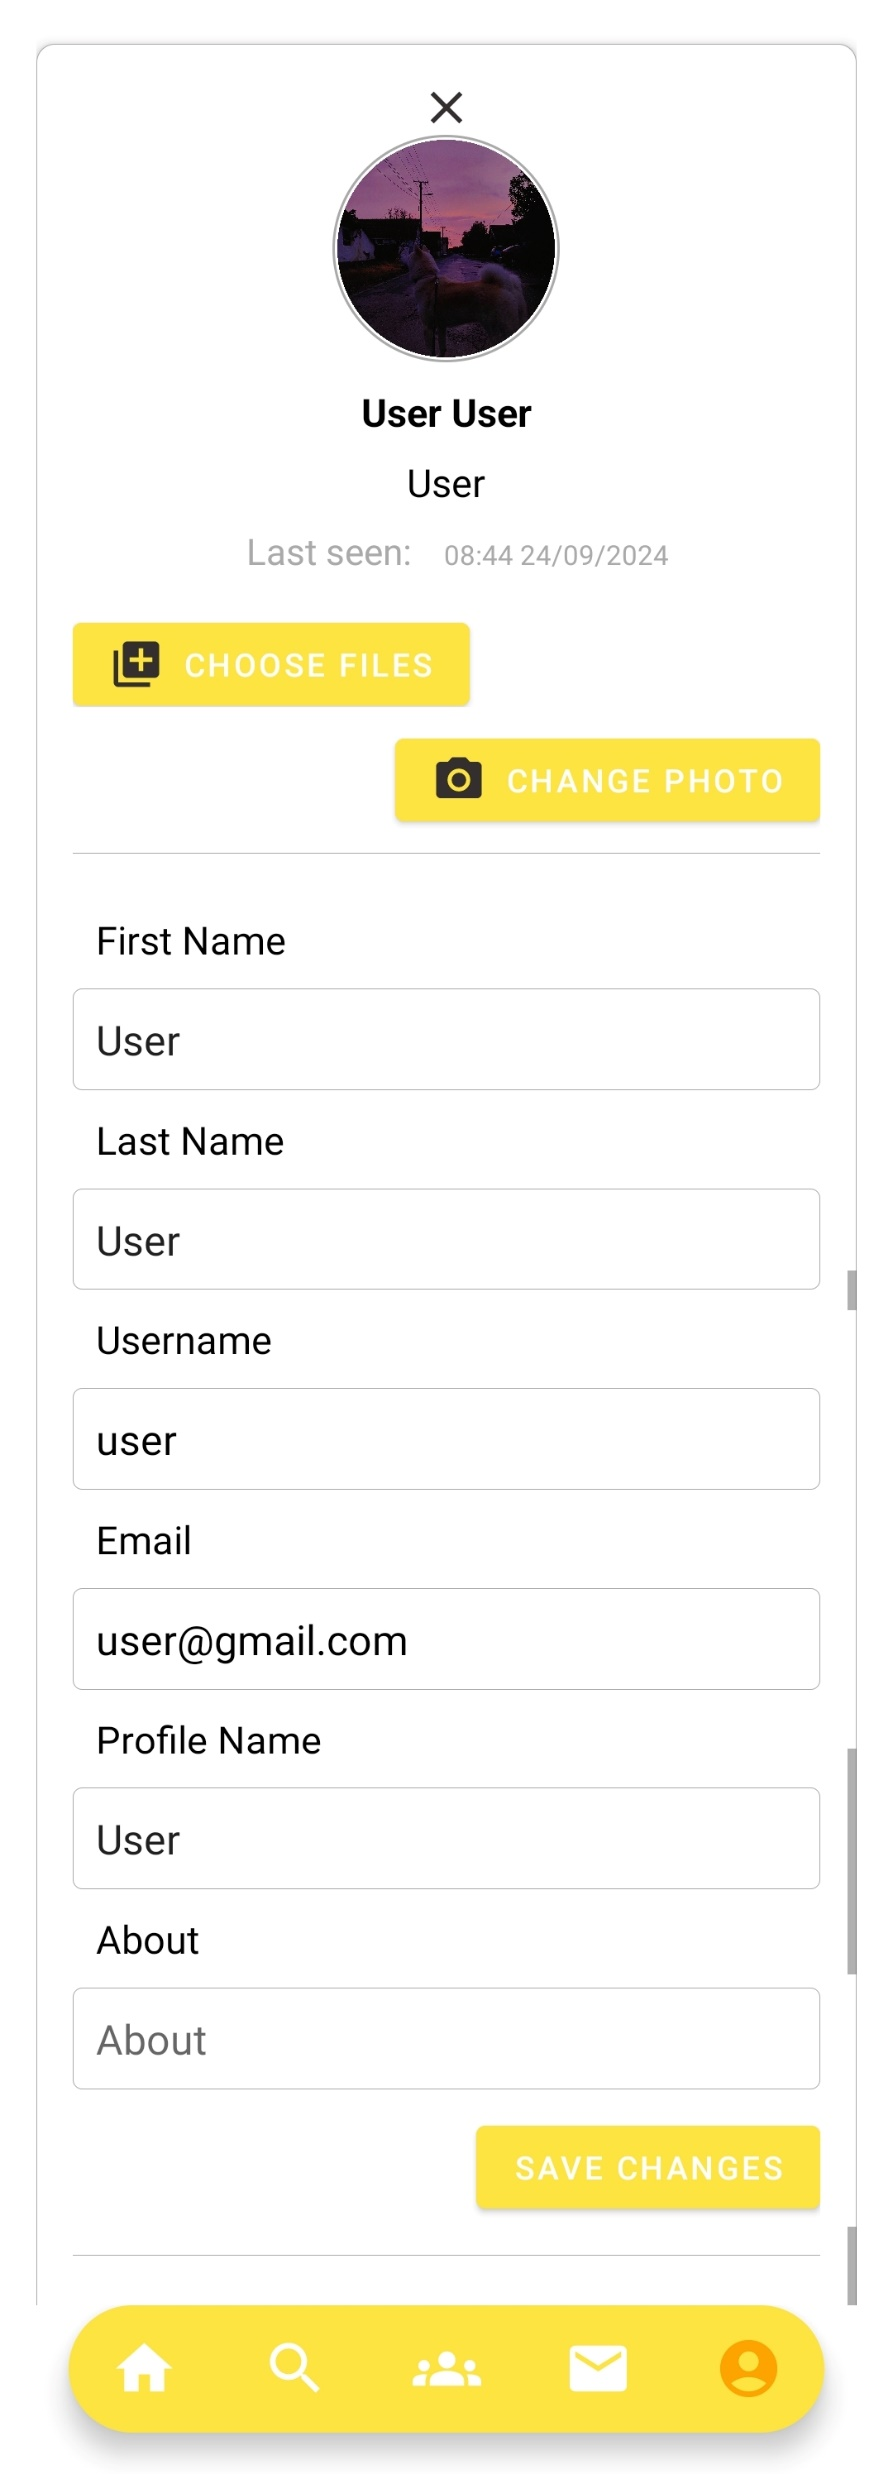 User User
User
Last seen: 08:44 24/09/2024
CHOOSE FILES
CHANGE PHOTO
First Name
User
Last Name
User
Username
user
Email
user@gmail.com
Profile Name
User
About
About
SAVE CHANGES